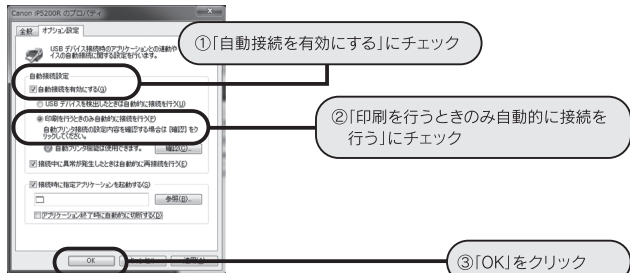 Canon iP5200R のプロパティ
全般 オプション設定
①「自動接続を有効にする」にチェック
USB デバイス接続時のアプリケーションとの連動や
イスの自動接続に関する設定を行います。
自動接続設定
自動接続を有効にする(A)
USB デバイスを検出したときは自動的に接続を行う(U)
印刷を行うときのみ自動的に接続を行う(P)
自動プリンタ接続の設定内容を確認する場合は [確認] をク
リックしてください。
②「印刷を行うときのみ自動的に接続を
行う」にチェック
自動プリンタ機能は使用できます。
接続中に異常が発生したときは自動的に再接続を行う(E)
接続時に指定アプリケーションを起動する(S)
参照(B)...
アプリケーション終了時に自動的に切断する(D)
OK
③「OK」をクリック